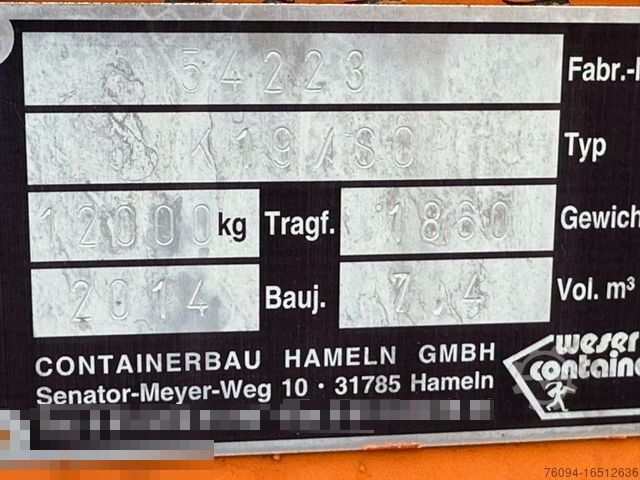 54223 Fabr.-
K19/SC Typ
12000 kg Tragf. 1860 Gewich
2014 Bauj. 7.4 Vol. m³
CONTAINERBAU HAMELN GMBH
Senator-Meyer-Weg 10 · 31785 Hameln
weser
containe
76094-16512636